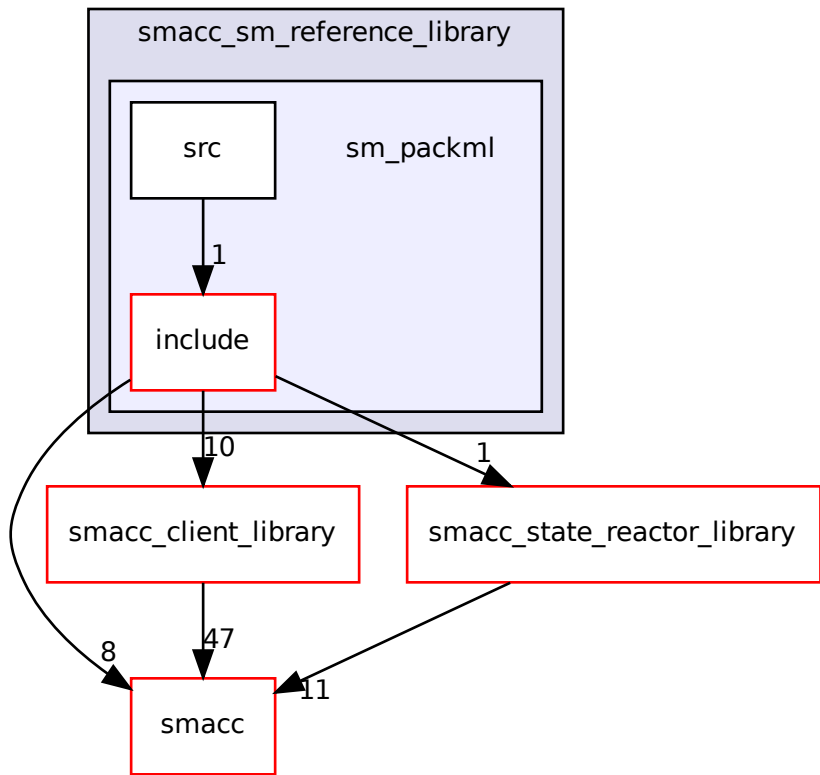 smacc_sm_reference_library
src
sm_packml
1
include
10
1
smacc_client_library
smacc_state_reactor_library
8
47
11
smacc